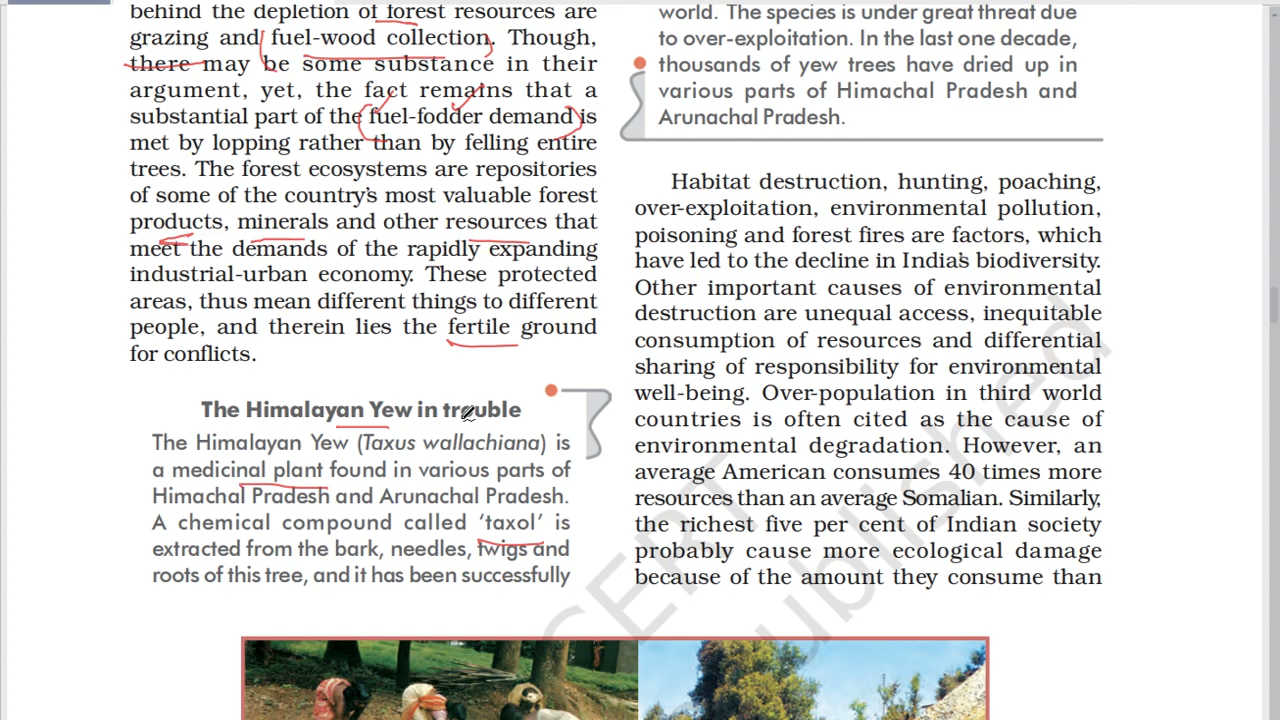 behind the depletion of forest resources are
grazing and fuel-wood collection. Though,
there may be some substance in their
argument, yet, the fact remains that a
substantial part of the fuel-fodder demand is
met by lopping rather than by felling entire
trees. The forest ecosystems are repositories
of some of the country's most valuable forest
products, minerals and other resources that
meet the demands of the rapidly expanding
industrial-urban economy. These protected
areas, thus mean different things to different
people, and therein lies the fertile ground
for conflicts.
The Himalayan Yew in trouble
The Himalayan Yew (Taxus wallachiana) is
a medicinal plant found in various parts of
Himachal Pradesh and Arunachal Pradesh.
A chemical compound called ‘taxol’ is
extracted from the bark, needles, twigs and
roots of this tree, and it has been successfully
world. The species is under great threat due
to over-exploitation. In the last one decade,
thousands of yew trees have dried up in
various parts of Himachal Pradesh and
Arunachal Pradesh.
Habitat destruction, hunting, poaching,
over-exploitation, environmental pollution,
poisoning and forest fires are factors, which
have led to the decline in India's biodiversity.
Other important causes of environmental
destruction are unequal access, inequitable
consumption of resources and differential
sharing of responsibility for environmental
well-being. Over-population in third world
countries is often cited as the cause of
environmental degradation. However, an
average American consumes 40 times more
resources than an average Somalian. Similarly,
the richest five per cent of Indian society
probably cause more ecological damage
because of the amount they consume than